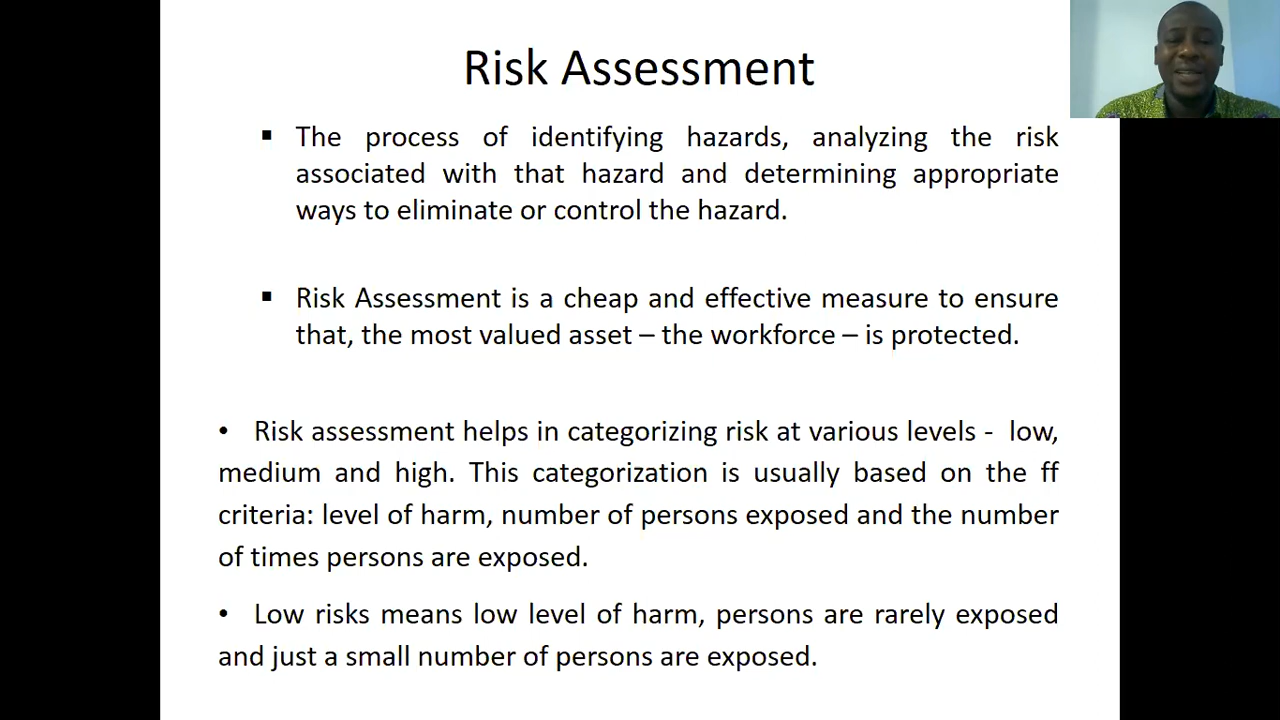 Risk Assessment
▪ The process of identifying hazards, analyzing the risk
associated with that hazard and determining appropriate
ways to eliminate or control the hazard.
▪ Risk Assessment is a cheap and effective measure to ensure
that, the most valued asset – the workforce – is protected.
• Risk assessment helps in categorizing risk at various levels - low,
medium and high. This categorization is usually based on the ff
criteria: level of harm, number of persons exposed and the number
of times persons are exposed.
• Low risks means low level of harm, persons are rarely exposed
and just a small number of persons are exposed.